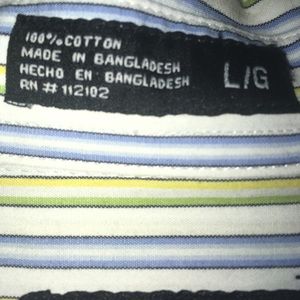 100% COTTON
MADE IN BANGLADESH
HECHO EN BANGLADESH
RN # 112102
L/G